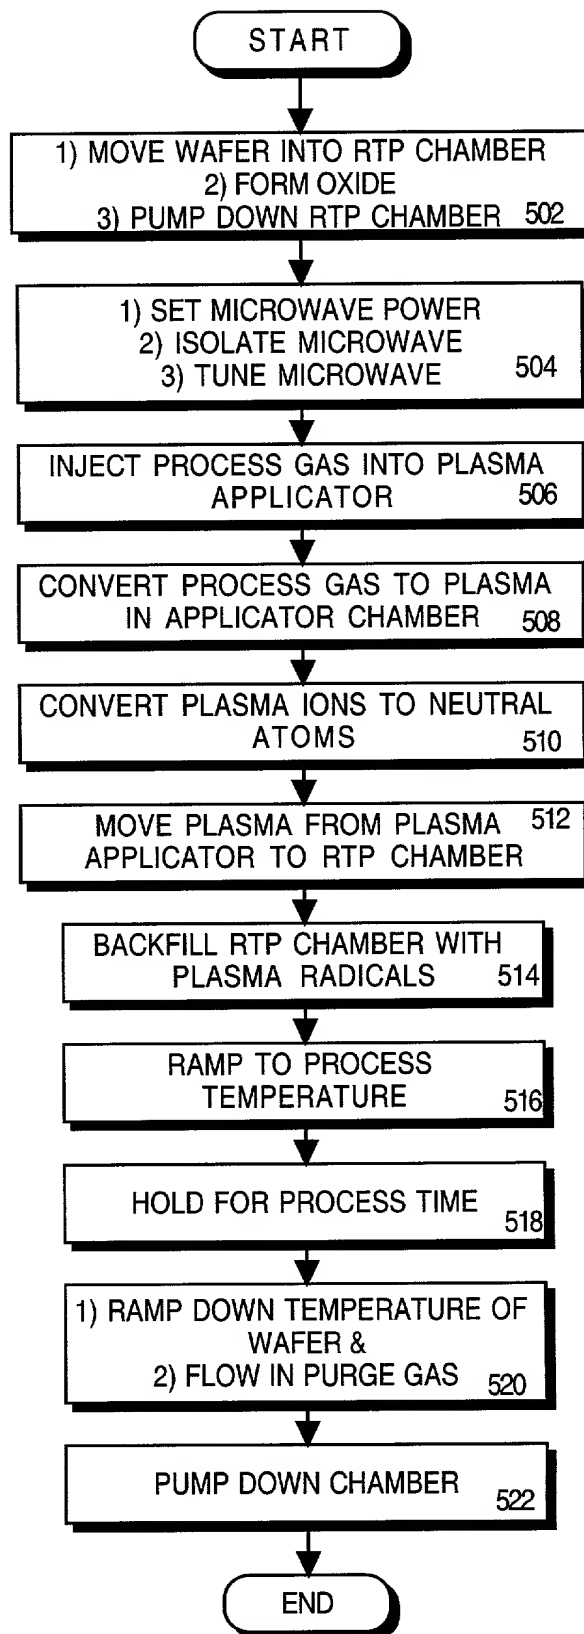 START
1) MOVE WAFER INTO RTP CHAMBER
2) FORM OXIDE
3) PUMP DOWN RTP CHAMBER 502
1) SET MICROWAVE POWER
2) ISOLATE MICROWAVE
3) TUNE MICROWAVE 504
INJECT PROCESS GAS INTO PLASMA
APPLICATOR 506
CONVERT PROCESS GAS TO PLASMA
IN APPLICATOR CHAMBER 508
CONVERT PLASMA IONS TO NEUTRAL
ATOMS 510
MOVE PLASMA FROM PLASMA 512
APPLICATOR TO RTP CHAMBER
BACKFILL RTP CHAMBER WITH
PLASMA RADICALS 514
RAMP TO PROCESS
TEMPERATURE 516
HOLD FOR PROCESS TIME 518
1) RAMP DOWN TEMPERATURE OF
WAFER &
2) FLOW IN PURGE GAS 520
PUMP DOWN CHAMBER 522
END